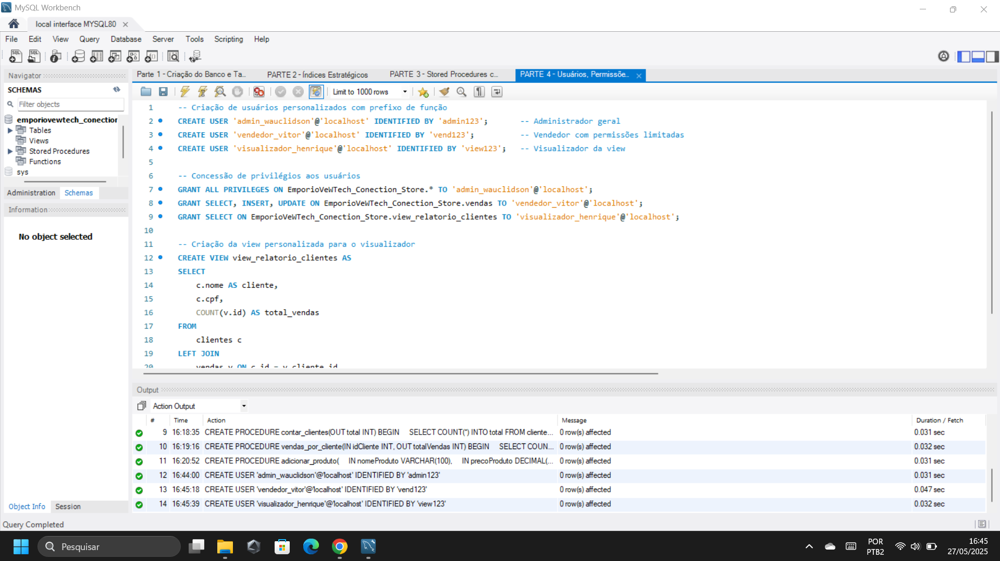 MySQL Workbench
local interface MYSQL80
File Edit View Query Database Server Tools Scripting Help
Navigator
SCHEMAS
Filter objects
emporiovewtech_conection
Tables
Views
Stored Procedures
Functions
sys
Administration Schemas
Information
No object selected
Object Info Session
Parte 1 - Criação do Banco e Ta... PARTE 2 - Índices Estratégicos PARTE 3 - Stored Procedures c... PARTE 4 - Usuários, Permissõe...
Limit to 1000 rows
1 -- Criação de usuários personalizados com prefixo de função
2 CREATE USER 'admin_wauclidson'@'localhost' IDENTIFIED BY 'admin123'; -- Administrador geral
3 CREATE USER 'vendedor_vitor'@'localhost' IDENTIFIED BY 'vend123'; -- Vendedor com permissões limitadas
4 CREATE USER 'visualizador_henrique'@'localhost' IDENTIFIED BY 'view123'; -- Visualizador da view
5
6 -- Concessão de privilégios aos usuários
7 GRANT ALL PRIVILEGES ON EmporioVeWTech_Conection_Store.* TO 'admin_wauclidson'@'localhost';
8 GRANT SELECT, INSERT, UPDATE ON EmporioVeWTech_Conection_Store.vendas TO 'vendedor_vitor'@'localhost';
9 GRANT SELECT ON EmporioVeWTech_Conection_Store.view_relatorio_clientes TO 'visualizador_henrique'@'localhost';
10
11 -- Criação da view personalizada para o visualizador
12 CREATE VIEW view_relatorio_clientes AS
13 SELECT
14 c.nome AS cliente,
15 c.cpf,
16 COUNT(v.id) AS total_vendas
17 FROM
18 clientes c
19 LEFT JOIN
20 vendas v ON c.id = v.cliente_id
Output
Action Output
# Time Action Message Duration / Fetch
9 16:18:35 CREATE PROCEDURE contar_clientes(OUT total INT) BEGIN SELECT COUNT(*) INTO total FROM cliente... 0 row(s) affected 0.031 sec
10 16:19:16 CREATE PROCEDURE vendas_por_cliente(IN idCliente INT, OUT totalVendas INT) BEGIN SELECT COUN... 0 row(s) affected 0.032 sec
11 16:20:52 CREATE PROCEDURE adicionar_produto( IN nomeProduto VARCHAR(100), IN precoProduto DECIMAL(... 0 row(s) affected 0.031 sec
12 16:44:00 CREATE USER 'admin_wauclidson'@'localhost' IDENTIFIED BY 'admin123' 0 row(s) affected 0.031 sec
13 16:45:18 CREATE USER 'vendedor_vitor'@'localhost' IDENTIFIED BY 'vend123' 0 row(s) affected 0.047 sec
14 16:45:39 CREATE USER 'visualizador_henrique'@'localhost' IDENTIFIED BY 'view123' 0 row(s) affected 0.032 sec
Query Completed
Pesquisar
POR
PTB2
16:45
27/05/2025